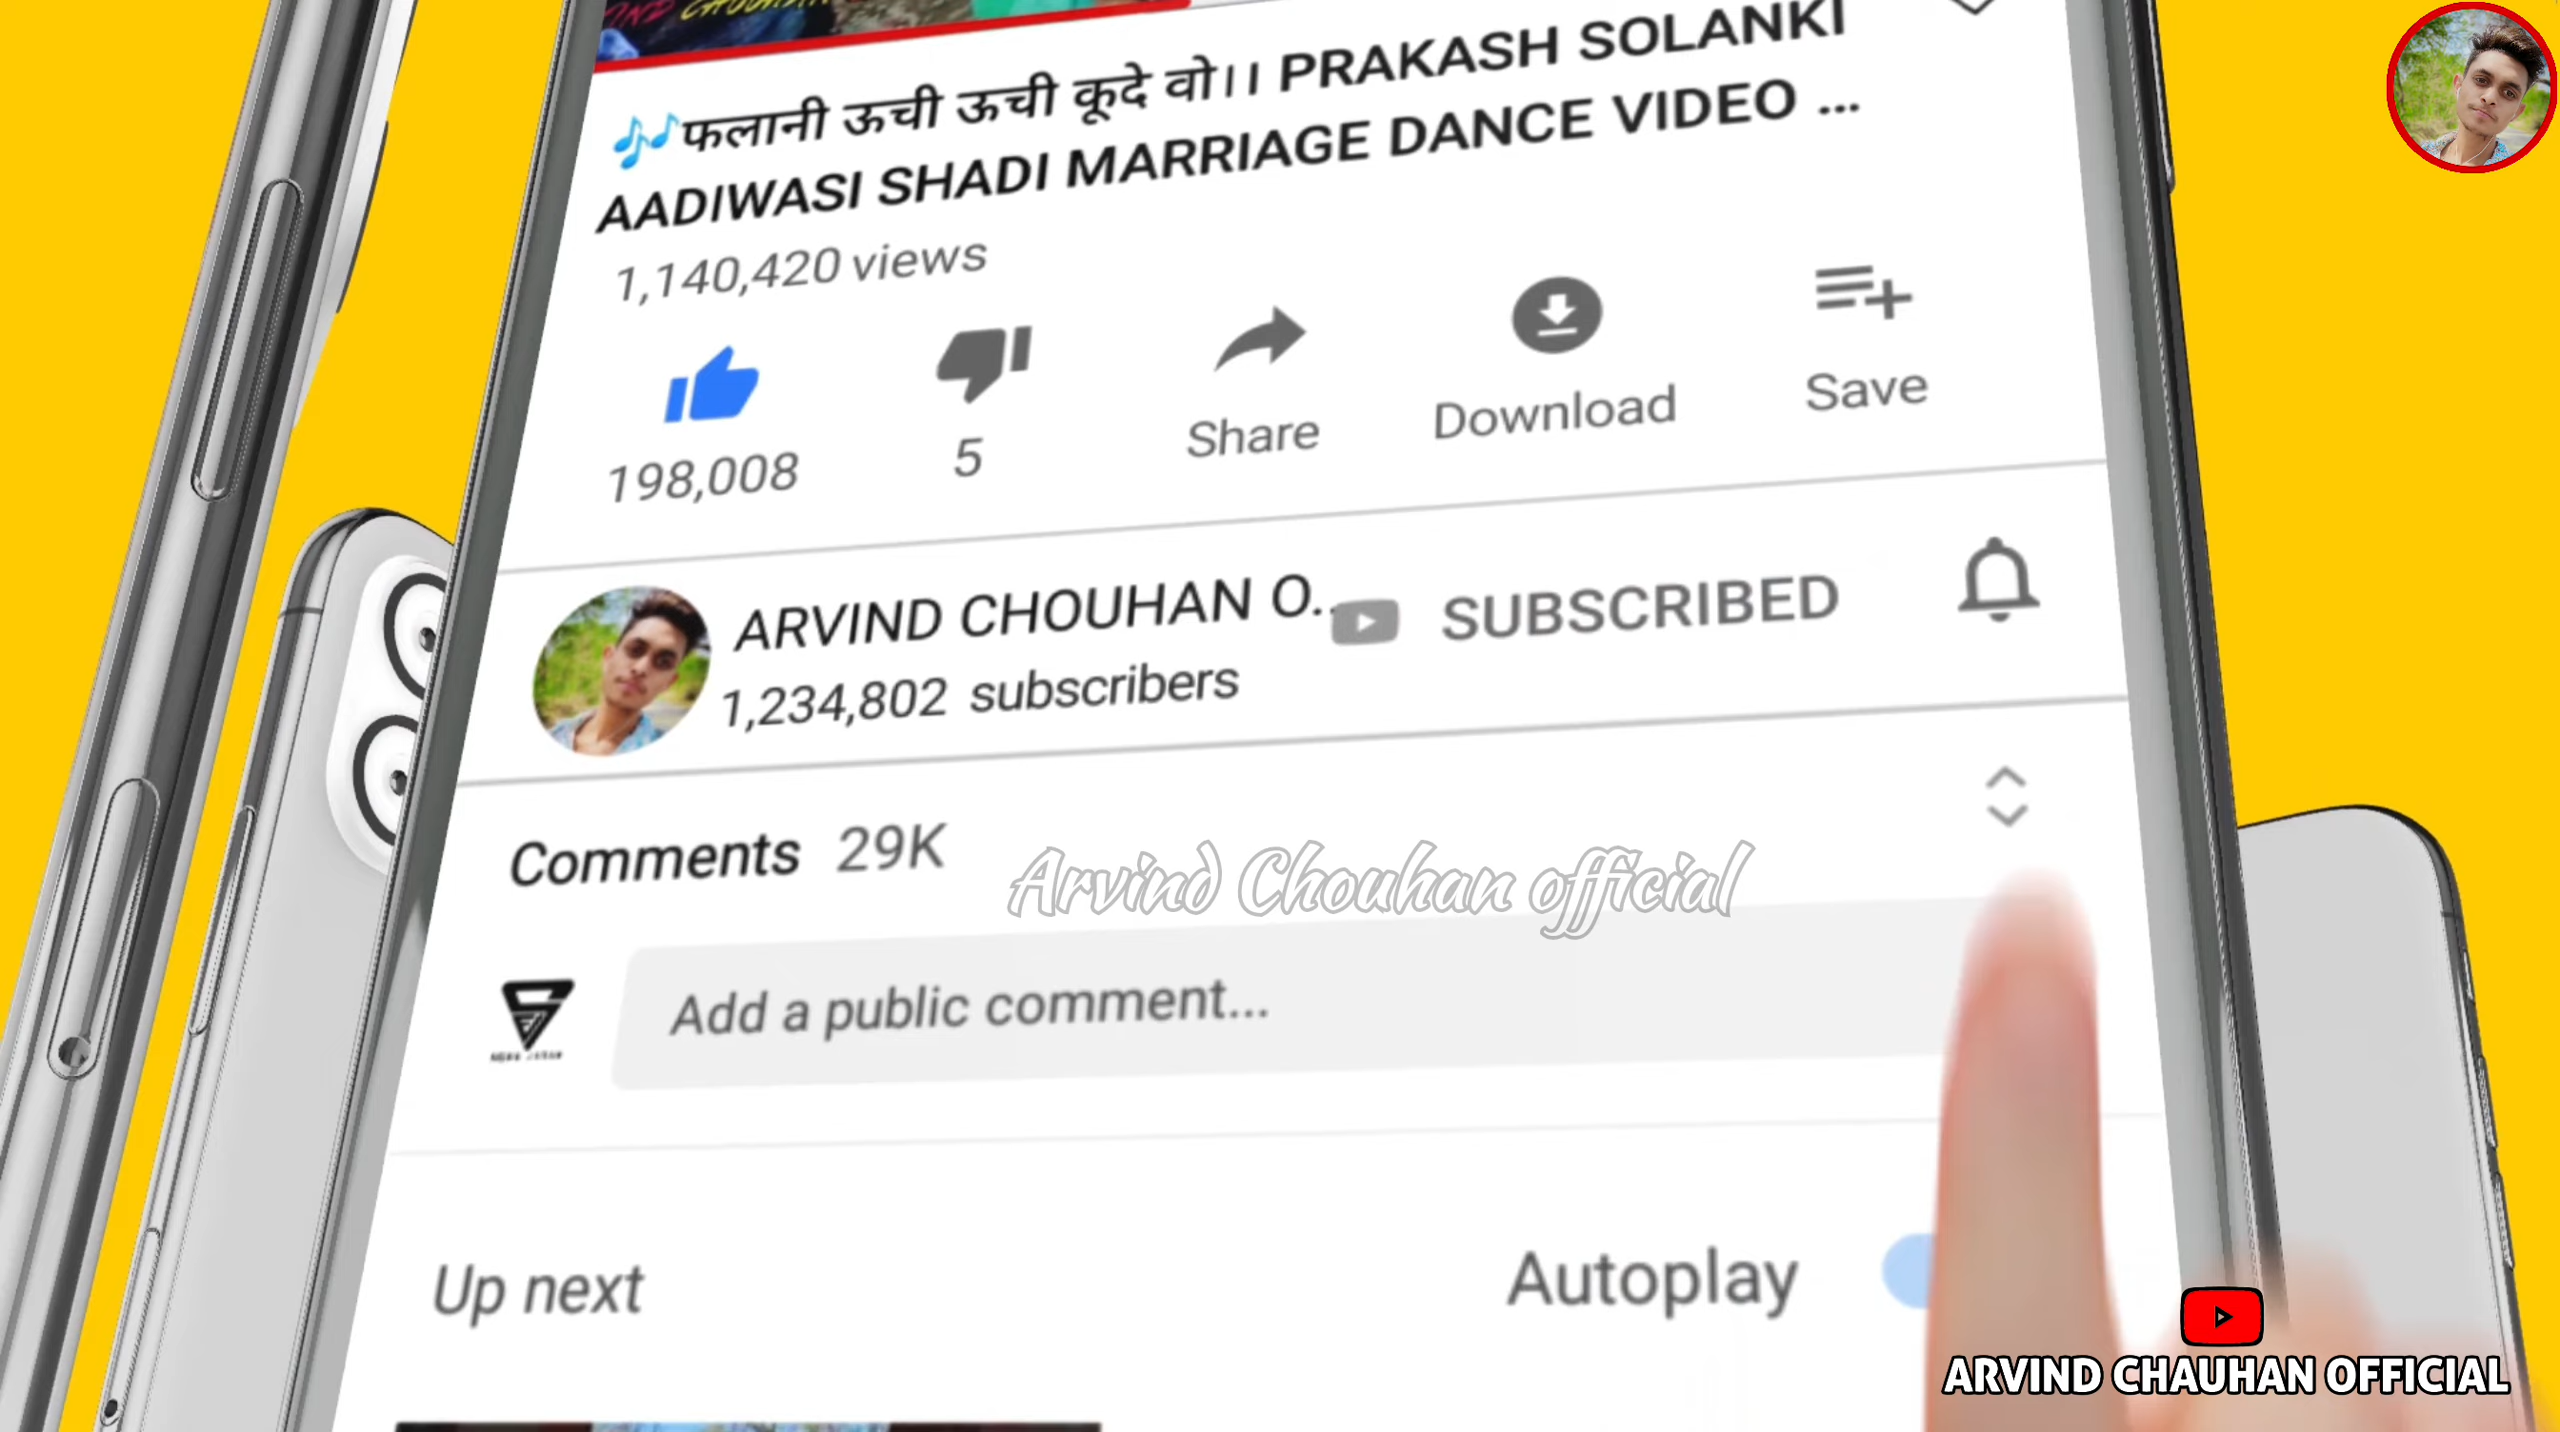 🎶फलानी ऊची ऊची कूदे वो।। PRAKASH SOLANKI
AADIWASI SHADI MARRIAGE DANCE VIDEO ...
1,140,420 views
198,008
5
Share
Download
Save
ARVIND CHOUHAN O...
SUBSCRIBED
1,234,802 subscribers
Comments 29K
Arvind Chouhan official
Add a public comment...
Up next
Autoplay
ARVIND CHAUHAN OFFICIAL